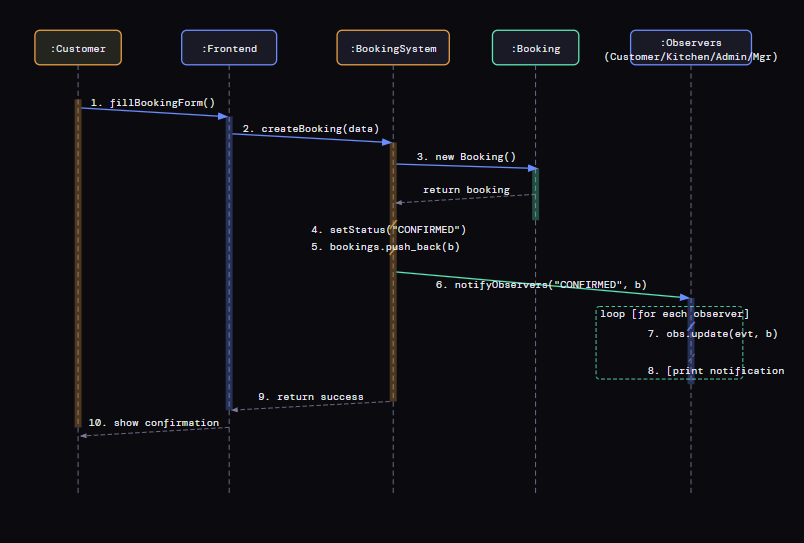 :Customer
:Frontend
:BookingSystem
:Booking
:Observers
(Customer/Kitchen/Admin/Mgr)
1. fillBookingForm()
2. createBooking(data)
3. new Booking()
return booking
4. setStatus("CONFIRMED")
5. bookings.push_back(b)
6. notifyObservers("CONFIRMED", b)
loop [for each observer]
7. obs.update(evt, b)
8. [print notification
9. return success
10. show confirmation